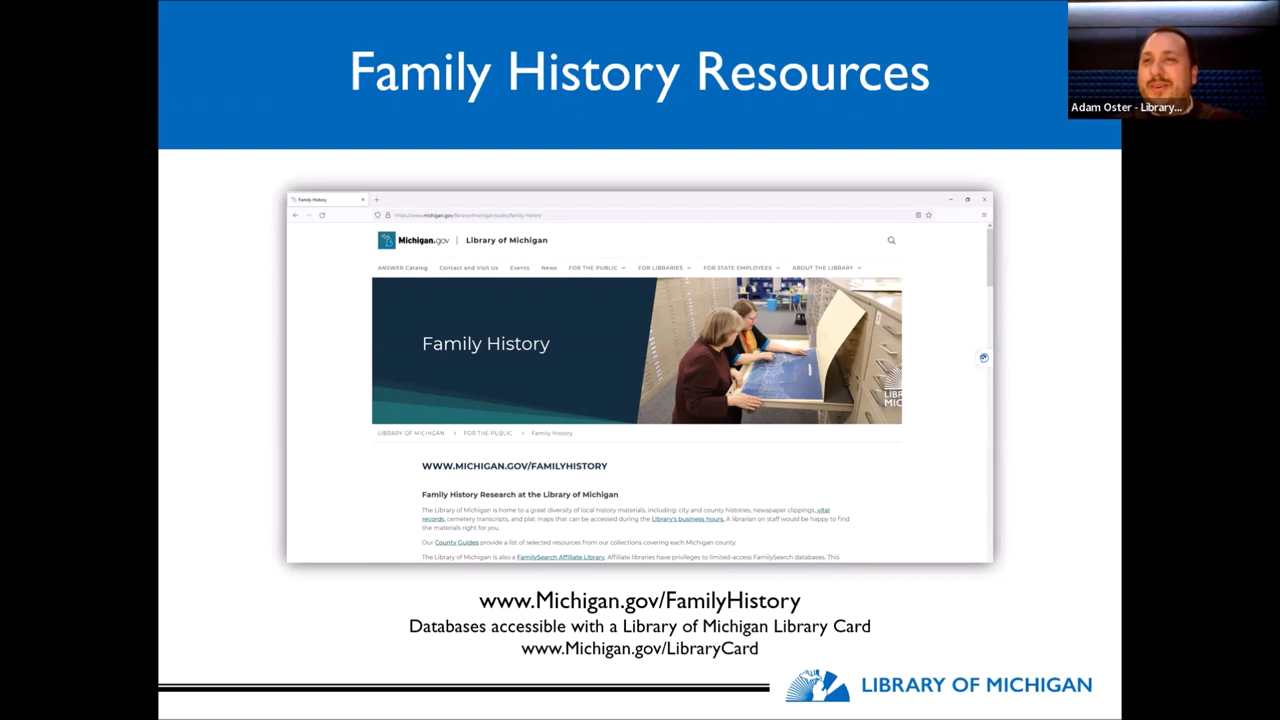 Family History Resources
Adam Oster - Library...
Family History
https://www.michigan.gov/libraryofmichigan/public/family-history
Michigan.gov | Library of Michigan
ANSWER Catalog Contact and Visit Us Events News FOR THE PUBLIC FOR LIBRARIES FOR STATE EMPLOYEES ABOUT THE LIBRARY
Family History
LIBRARY OF MICHIGAN > FOR THE PUBLIC > Family History
WWW.MICHIGAN.GOV/FAMILYHISTORY
Family History Research at the Library of Michigan
The Library of Michigan is home to a great diversity of local history materials, including: city and county histories, newspaper clippings, vital
records, cemetery transcripts, and plat maps that can be accessed during the Library's business hours. A librarian on staff would be happy to find
the materials right for you.
Our County Guides provide a list of selected resources from our collections covering each Michigan county.
The Library of Michigan is also a FamilySearch Affiliate Library. Affiliate libraries have privileges to limited-access FamilySearch databases. This
www.Michigan.gov/FamilyHistory
Databases accessible with a Library of Michigan Library Card
www.Michigan.gov/LibraryCard
LIBRARY OF MICHIGAN